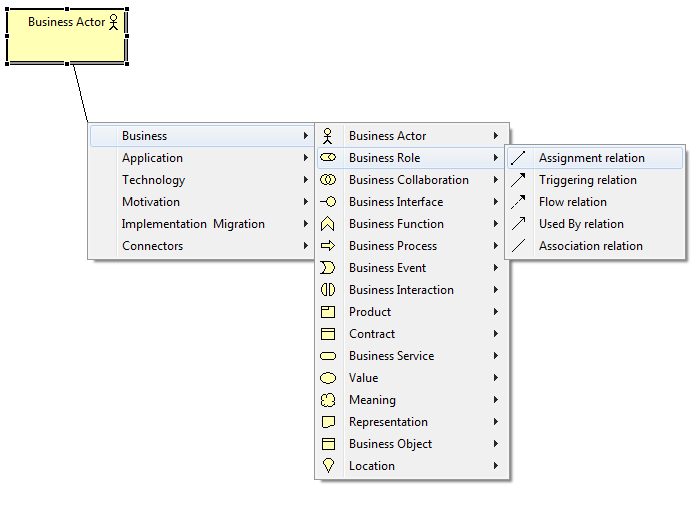 Business Actor
Business
Application
Technology
Motivation
Implementation  Migration
Connectors
Business Actor
Business Role
Business Collaboration
Business Interface
Business Function
Business Process
Business Event
Business Interaction
Product
Contract
Business Service
Value
Meaning
Representation
Business Object
Location
Assignment relation
Triggering relation
Flow relation
Used By relation
Association relation